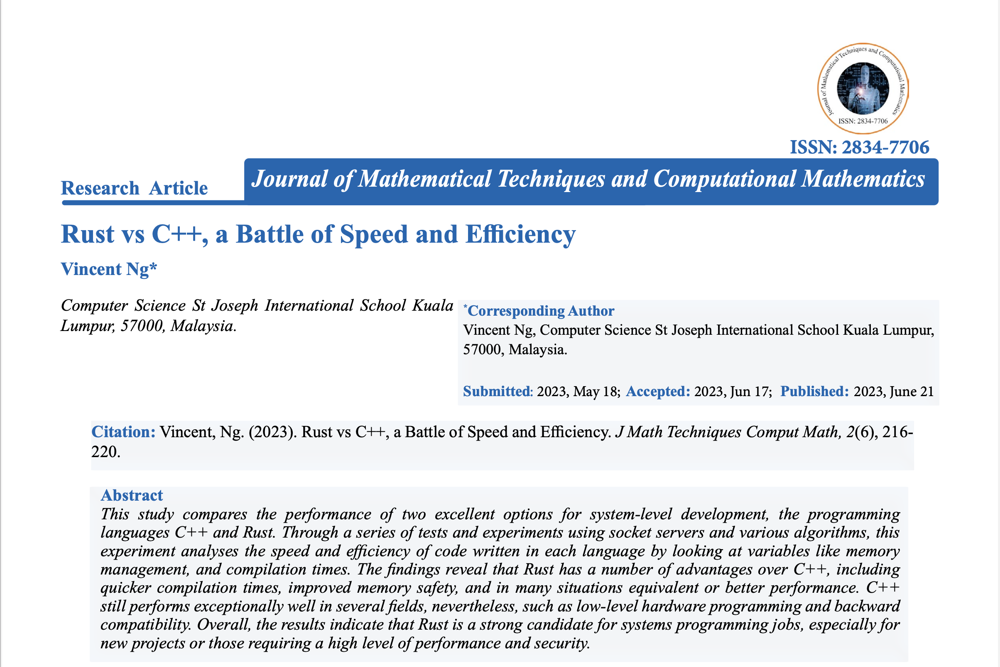 Journal of Mathematical Techniques and Computational Mathematics
ISSN: 2834-7706
ISSN: 2834-7706
Research Article
Journal of Mathematical Techniques and Computational Mathematics
Rust vs C++, a Battle of Speed and Efficiency
Vincent Ng*
Computer Science St Joseph International School Kuala
Lumpur, 57000, Malaysia.
*Corresponding Author
Vincent Ng, Computer Science St Joseph International School Kuala Lumpur,
57000, Malaysia.
Submitted: 2023, May 18; Accepted: 2023, Jun 17; Published: 2023, June 21
Citation: Vincent, Ng. (2023). Rust vs C++, a Battle of Speed and Efficiency. J Math Techniques Comput Math, 2(6), 216-
220.
Abstract
This study compares the performance of two excellent options for system-level development, the programming
languages C++ and Rust. Through a series of tests and experiments using socket servers and various algorithms, this
experiment analyses the speed and efficiency of code written in each language by looking at variables like memory
management, and compilation times. The findings reveal that Rust has a number of advantages over C++, including
quicker compilation times, improved memory safety, and in many situations equivalent or better performance. C++
still performs exceptionally well in several fields, nevertheless, such as low-level hardware programming and backward
compatibility. Overall, the results indicate that Rust is a strong candidate for systems programming jobs, especially for
new projects or those requiring a high level of performance and security.